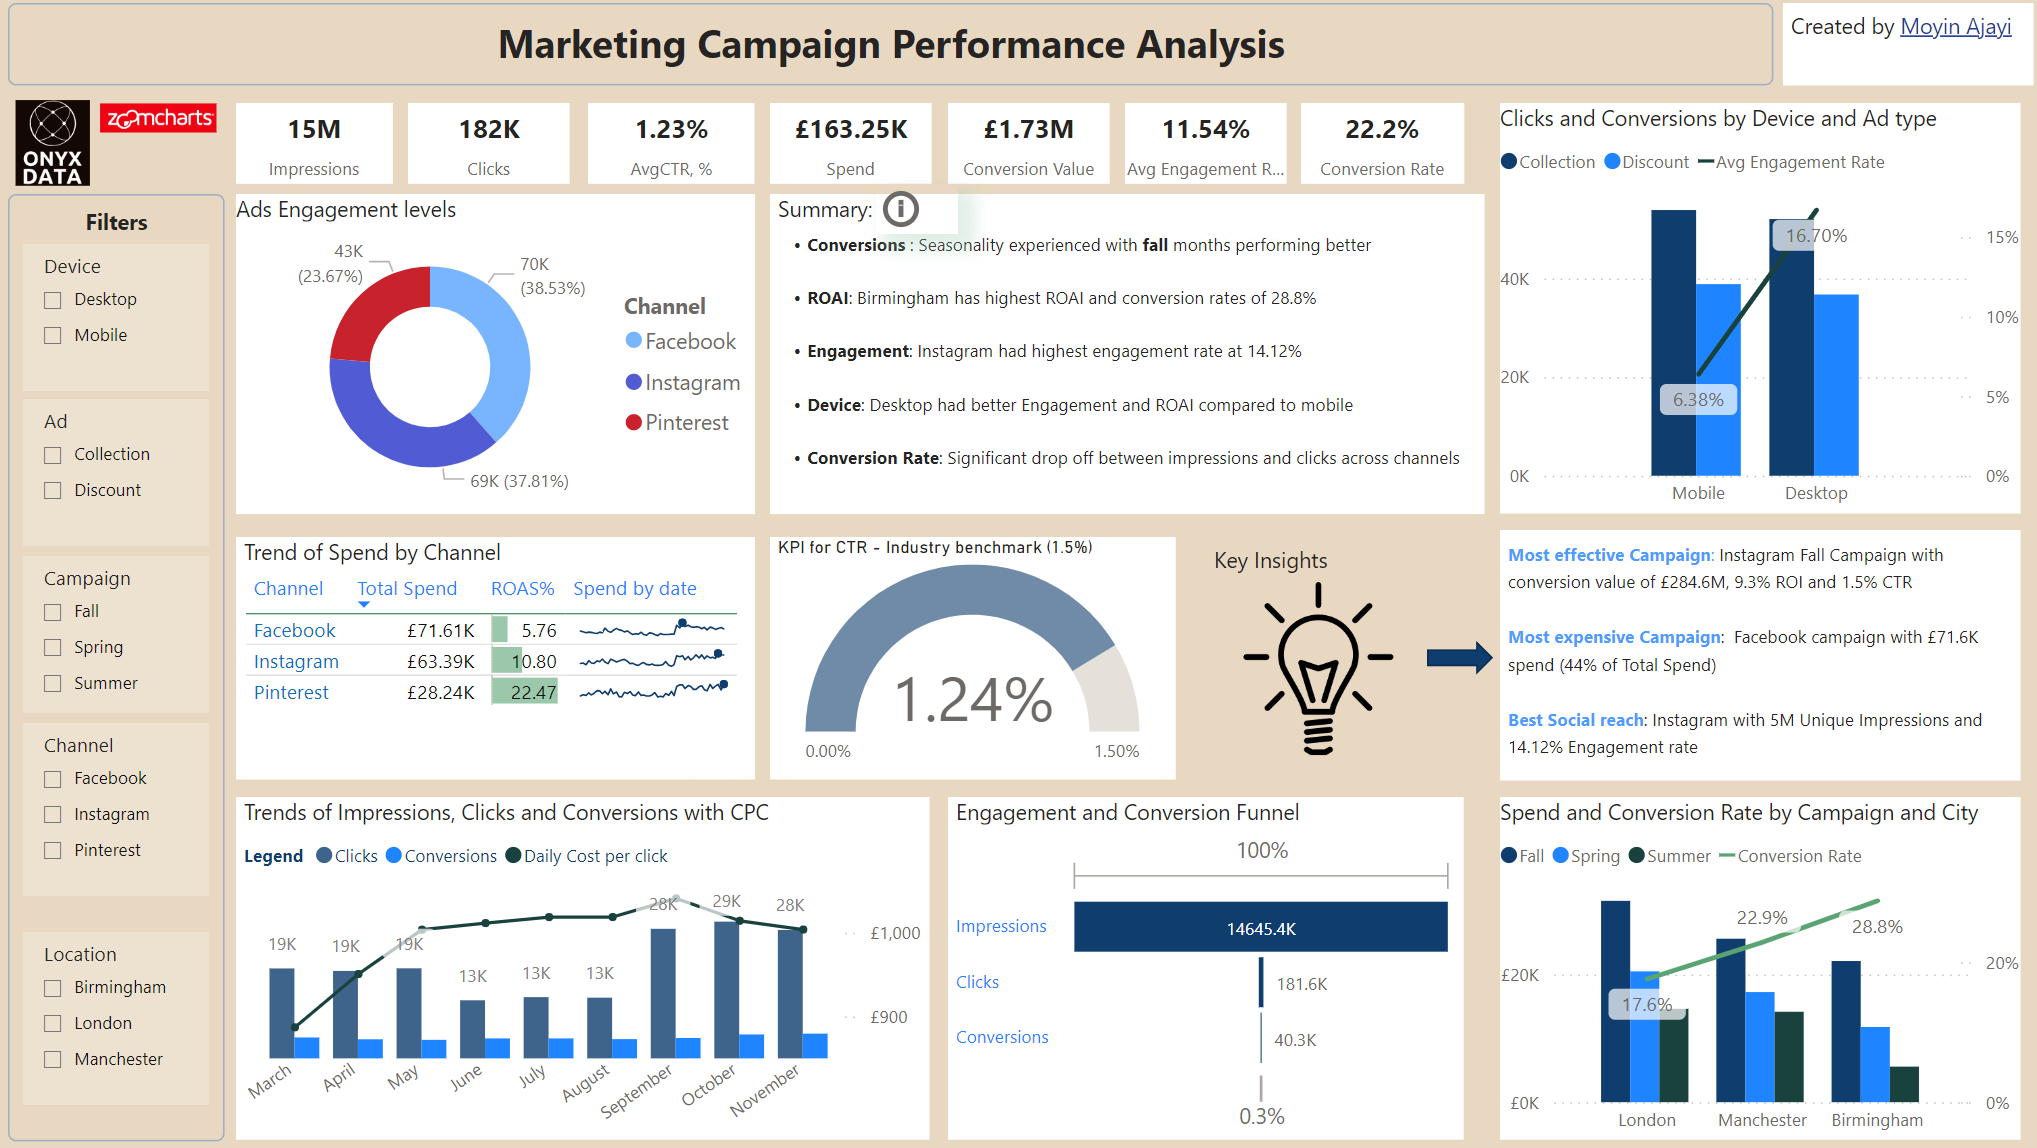 Marketing Campaign Performance Analysis
Created by Moyin Ajayi
ONYX
DATA
zoomcharts
15M
Impressions
182K
Clicks
1.23%
AvgCTR, %
£163.25K
Spend
£1.73M
Conversion Value
11.54%
Avg Engagement R...
22.2%
Conversion Rate
Filters
Device
Desktop
Mobile
Ad
Collection
Discount
Campaign
Fall
Spring
Summer
Channel
Facebook
Instagram
Pinterest
Location
Birmingham
London
Manchester
Ads Engagement levels
43K
(23.67%)
70K
(38.53%)
69K (37.81%)
Channel
Facebook
Instagram
Pinterest
Summary:
• Conversions : Seasonality experienced with fall months performing better
• ROAI: Birmingham has highest ROAI and conversion rates of 28.8%
• Engagement: Instagram had highest engagement rate at 14.12%
• Device: Desktop had better Engagement and ROAI compared to mobile
• Conversion Rate: Significant drop off between impressions and clicks across channels
Clicks and Conversions by Device and Ad type
Collection Discount Avg Engagement Rate
16.70%
6.38%
40K
20K
0K
15%
10%
5%
0%
Mobile Desktop
Trend of Spend by Channel
Channel Total Spend ROAS% Spend by date
Facebook £71.61K 5.76
Instagram £63.39K 10.80
Pinterest £28.24K 22.47
KPI for CTR - Industry benchmark (1.5%)
1.24%
0.00% 1.50%
Key Insights
Most effective Campaign: Instagram Fall Campaign with
conversion value of £284.6M, 9.3% ROI and 1.5% CTR
Most expensive Campaign: Facebook campaign with £71.6K
spend (44% of Total Spend)
Best Social reach: Instagram with 5M Unique Impressions and
14.12% Engagement rate
Trends of Impressions, Clicks and Conversions with CPC
Legend Clicks Conversions Daily Cost per click
19K 19K 19K 13K 13K 13K 28K 29K 28K
£1,000
£900
March April May June July August September October November
Engagement and Conversion Funnel
100%
Impressions 14645.4K
Clicks 181.6K
Conversions 40.3K
0.3%
Spend and Conversion Rate by Campaign and City
Fall Spring Summer Conversion Rate
17.6% 22.9% 28.8%
£20K
£0K
20%
0%
London Manchester Birmingham